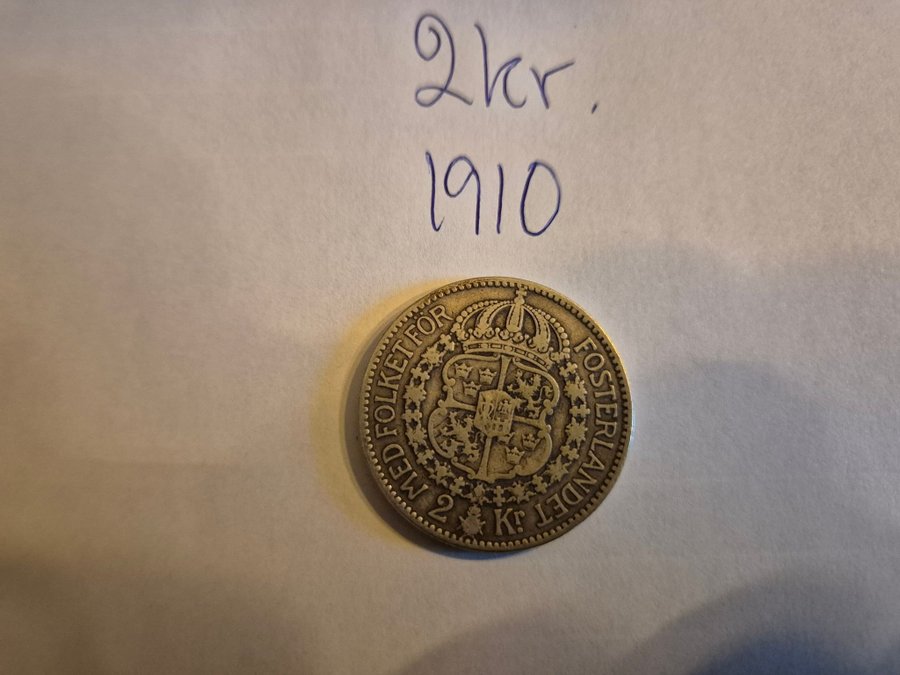 2kr.
1910
MED FOLKET FÖR FOSTERLANDET
2 Kr.